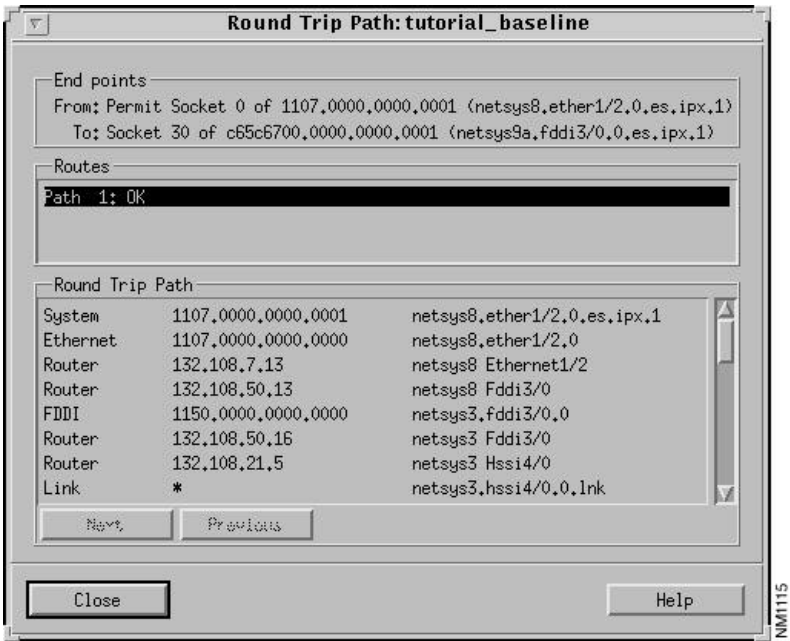 Round Trip Path: tutorial_baseline
End points
From: Permit Socket 0 of 1107.0000.0000.0001 (netsys8.ether1/2.0.es.ipx.1)
To: Socket 30 of c65c6700.0000.0000.0001 (netsys9a.fddi3/0.0.es.ipx.1)
Routes
Path 1: OK
Round Trip Path
System 1107.0000.0000.0001 netsys8.ether1/2.0.es.ipx.1
Ethernet 1107.0000.0000.0000 netsys8.ether1/2.0
Router 132.108.7.13 netsys8 Ethernet1/2
Router 132.108.50.13 netsys8 Fddi3/0
FDDI 1150.0000.0000.0000 netsys3.fddi3/0.0
Router 132.108.50.16 netsys3 Fddi3/0
Router 132.108.21.5 netsys3 Hssi4/0
Link * netsys3.hssi4/0.0.lnk
Next Previous
Close Help
NM1115